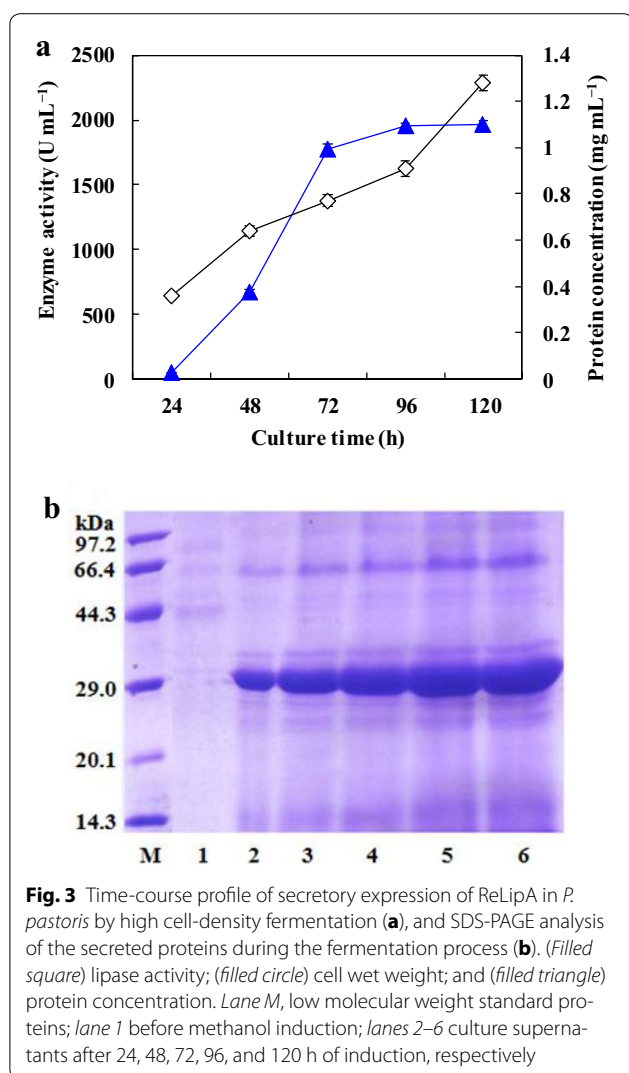 a
2500
2000
1500
1000
500
0
Enzyme activity (U mL⁻¹)
1.4
1.2
1
0.8
0.6
0.4
0.2
0
Protein concentration (mg mL⁻¹)
24 48 72 96 120
Culture time (h)
b
kDa
97.2
66.4
44.3
29.0
20.1
14.3
M 1 2 3 4 5 6
Fig. 3 Time-course profile of secretory expression of ReLipA in P.
pastoris by high cell-density fermentation (a), and SDS-PAGE analysis
of the secreted proteins during the fermentation process (b). (Filled
square) lipase activity; (filled circle) cell wet weight; and (filled triangle)
protein concentration. Lane M, low molecular weight standard pro-
teins; lane 1 before methanol induction; lanes 2–6 culture superna-
tants after 24, 48, 72, 96, and 120 h of induction, respectively